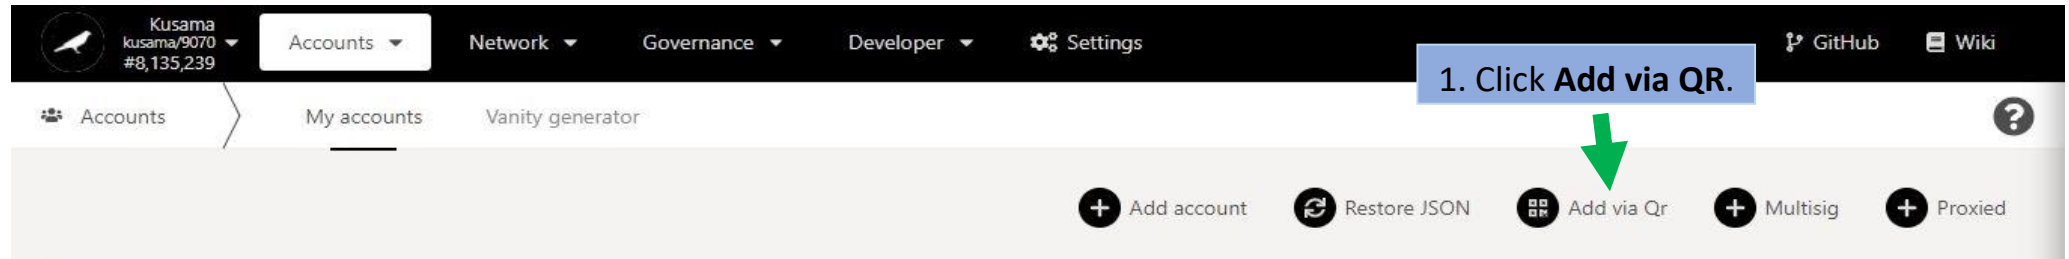 Kusama
kusama/9070
#8,135,239
Accounts
Network
Governance
Developer
Settings
GitHub
Wiki
1. Click Add via QR.
Accounts
My accounts
Vanity generator
Add account
Restore JSON
Add via Qr
Multisig
Proxied